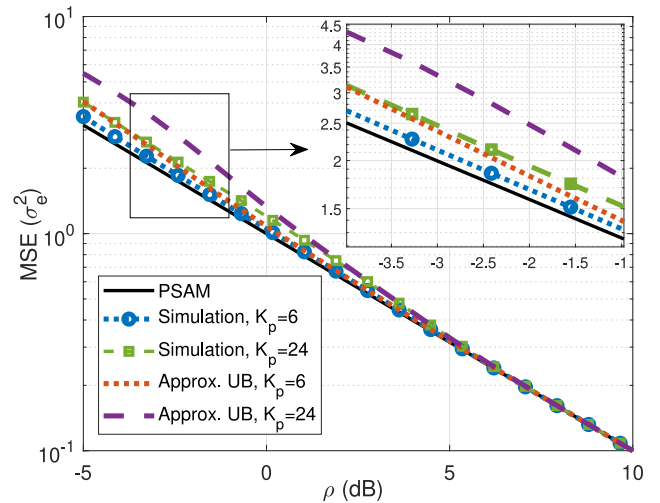 10^1
10^0
10^-1
MSE (σ_e^2)
4.5
4
3.5
3
2.5
2
1.5
-3.5 -3 -2.5 -2 -1.5 -1
PSAM
Simulation, K_p=6
Simulation, K_p=24
Approx. UB, K_p=6
Approx. UB, K_p=24
-5 0 5 10
ρ (dB)